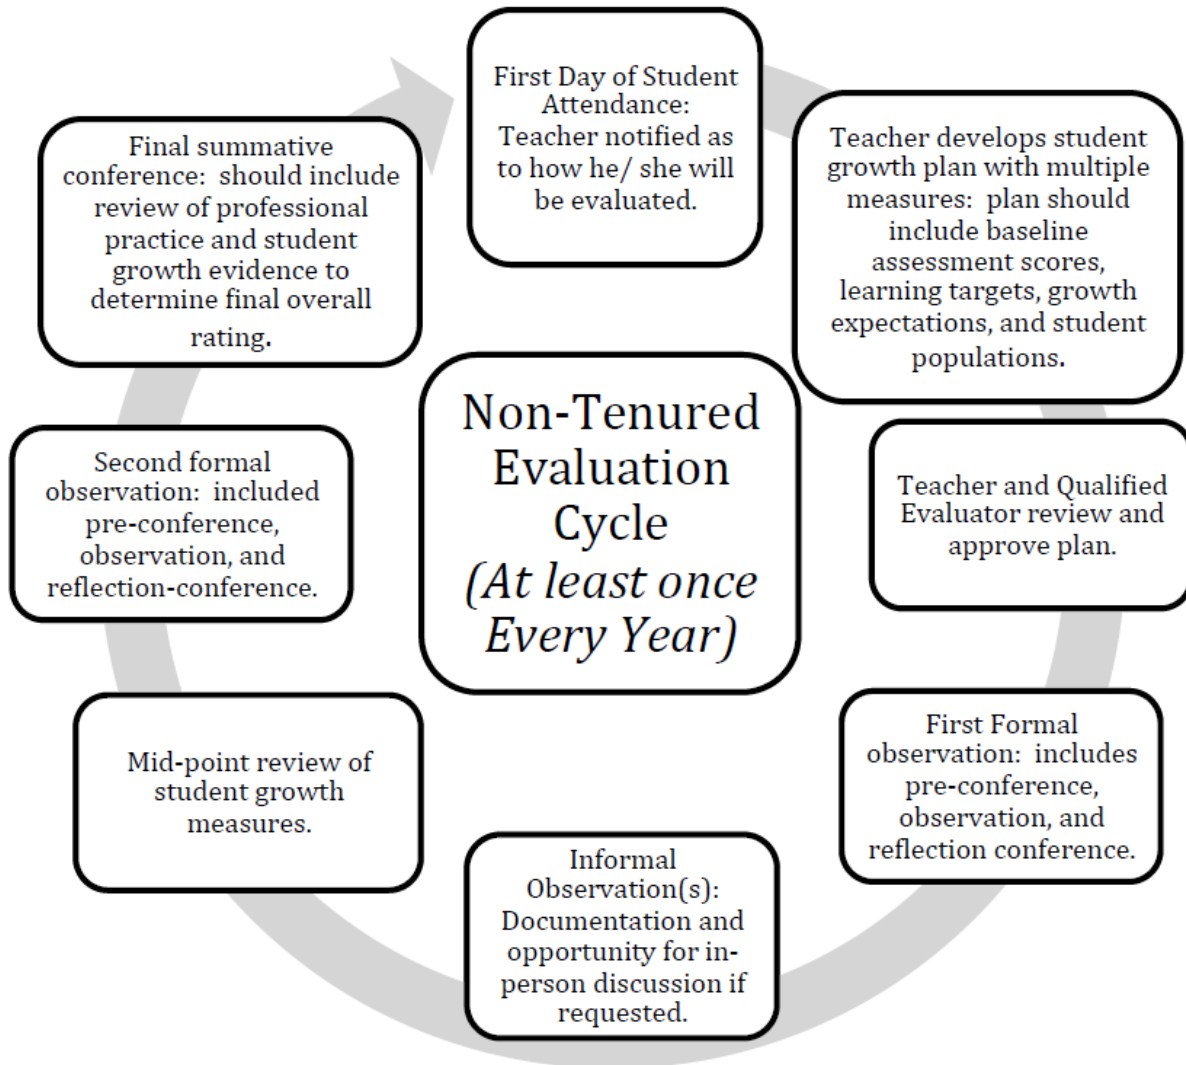 First Day of Student
Attendance:
Teacher notified as
to how he/ she will
be evaluated.
Teacher develops student
growth plan with multiple
measures:  plan should
include baseline
assessment scores,
learning targets, growth
expectations, and student
populations.
Teacher and Qualified
Evaluator review and
approve plan.
First Formal
observation:  includes
pre-conference,
observation, and
reflection conference.
Informal
Observation(s):
Documentation and
opportunity for in-
person discussion if
requested.
Mid-point review of
student growth
measures.
Second formal
observation:  included
pre-conference,
observation, and
reflection-conference.
Final summative
conference:  should include
review of professional
practice and student
growth evidence to
determine final overall
rating.
Non-Tenured
Evaluation
Cycle
(At least once
Every Year)